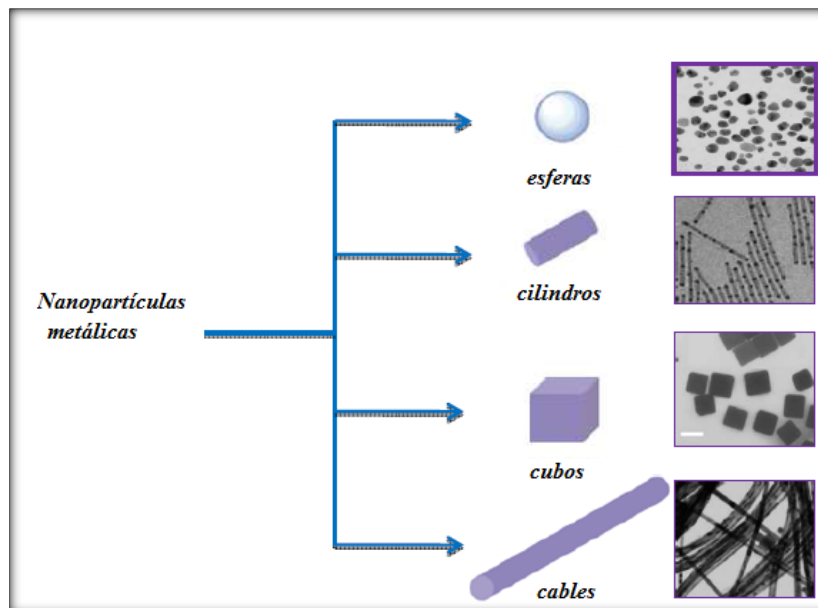 Nanopartículas
metálicas
esferas
cilindros
cubos
cables